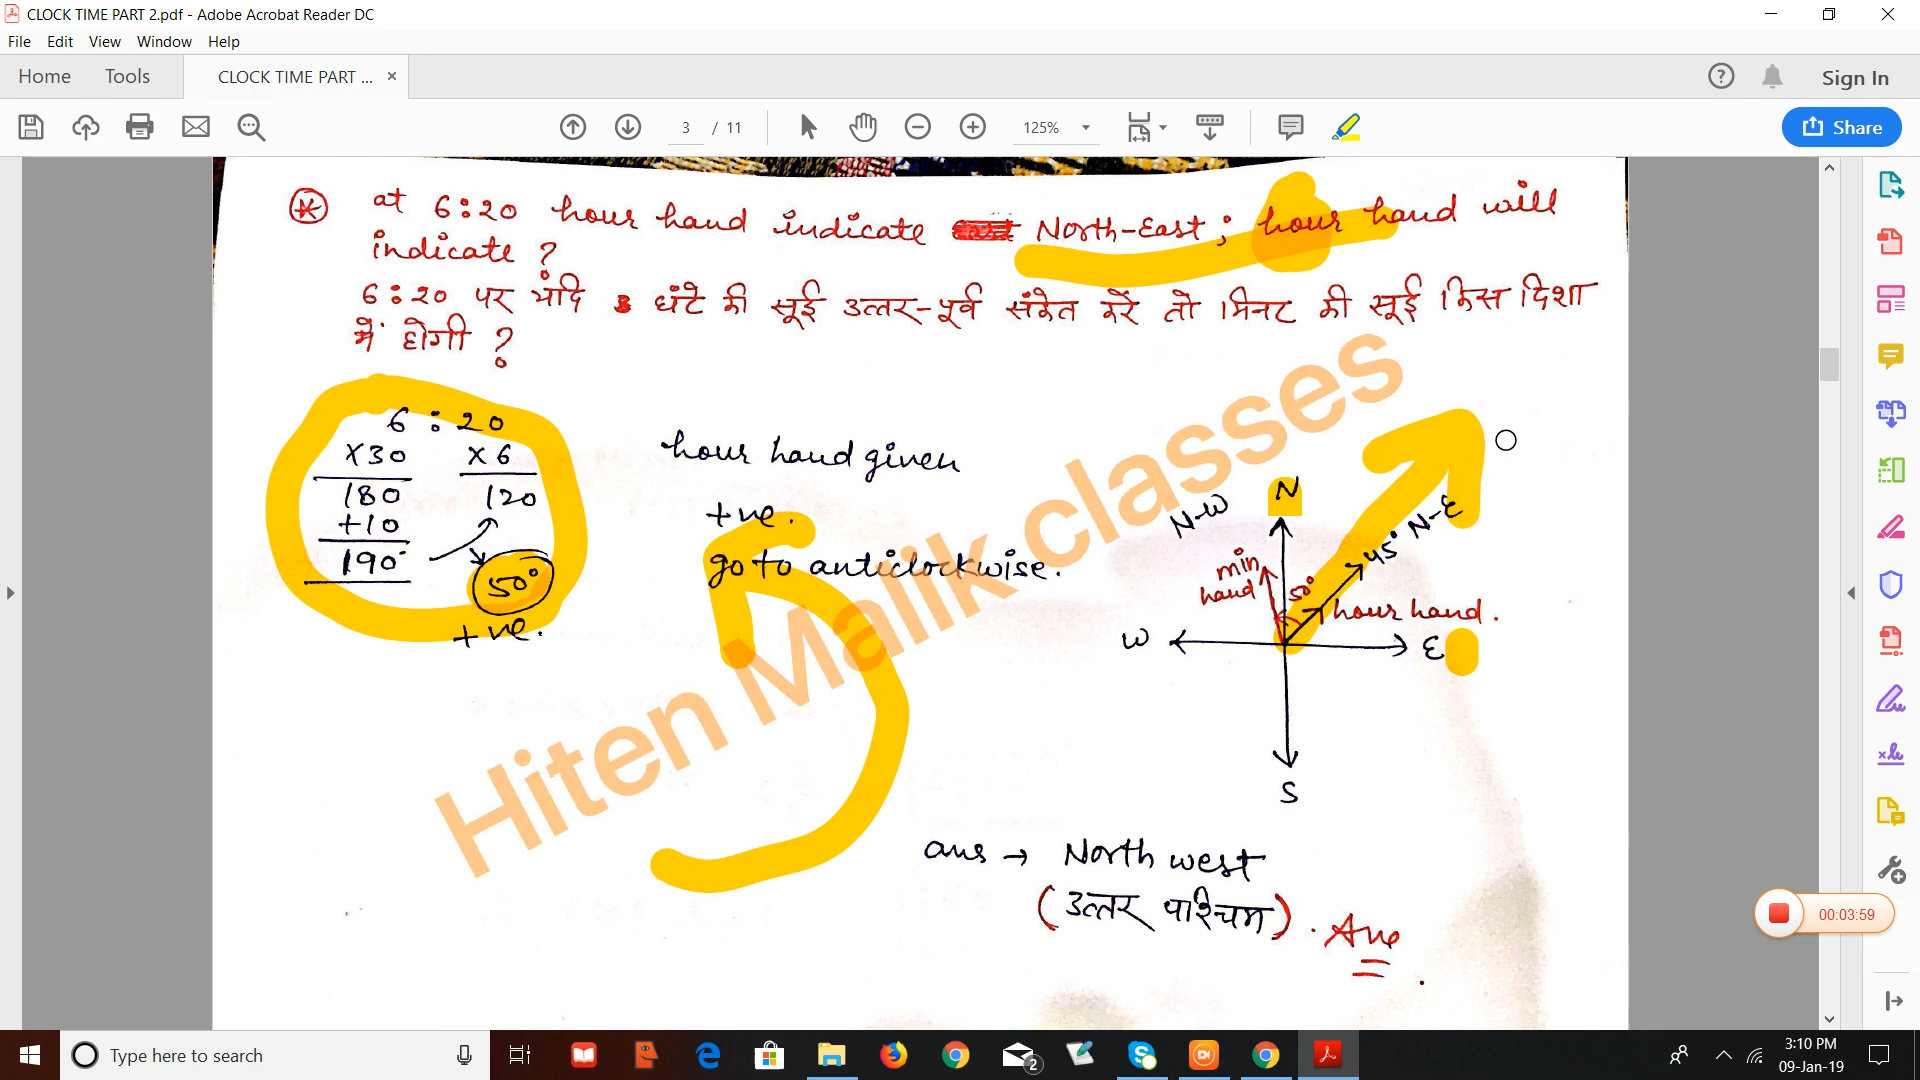 CLOCK TIME PART 2.pdf - Adobe Acrobat Reader DC
File Edit View Window Help
Home Tools CLOCK TIME PART ... × Sign In
3 / 11 125% Share
at 6:20 hour hand indicate North-East; hour hand will
indicate ?
6:20 पर यदि घंटे की सूई उत्तर-पूर्व संकेत करें तो मिनट की सूई किस दिशा
में होगी ?
6 : 20
×30 ×6
180 120
+10
190
50°
+ve.
hour hand given
+ve.
go to anticlockwise.
N
N-W
45° N-E
min
hand
50°
hour hand.
W
E
S
ans → North west
(उत्तर पश्चिम). Ans
Hiten Malik classes
00:03:59
Type here to search
2
3:10 PM
09-Jan-19